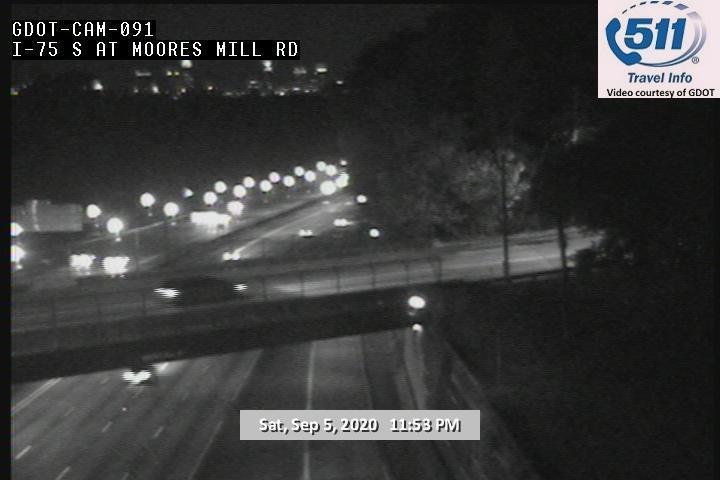 GDOT-CAM-091
I-75 S AT MOORES MILL RD
511
®
Travel Info
Video courtesy of GDOT
Sat, Sep 5, 2020 11:53 PM